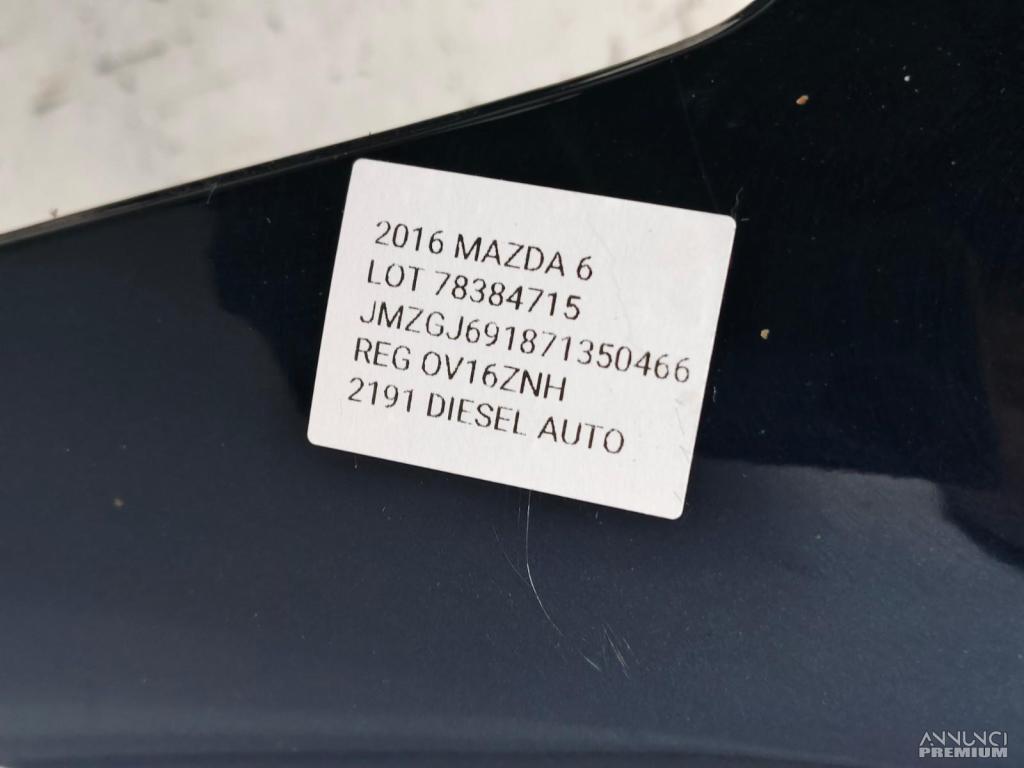 2016 MAZDA 6
LOT 78384715
JMZGJ691871350466
REG OV16ZNH
2191 DIESEL AUTO
ANNUNCI
PREMIUM